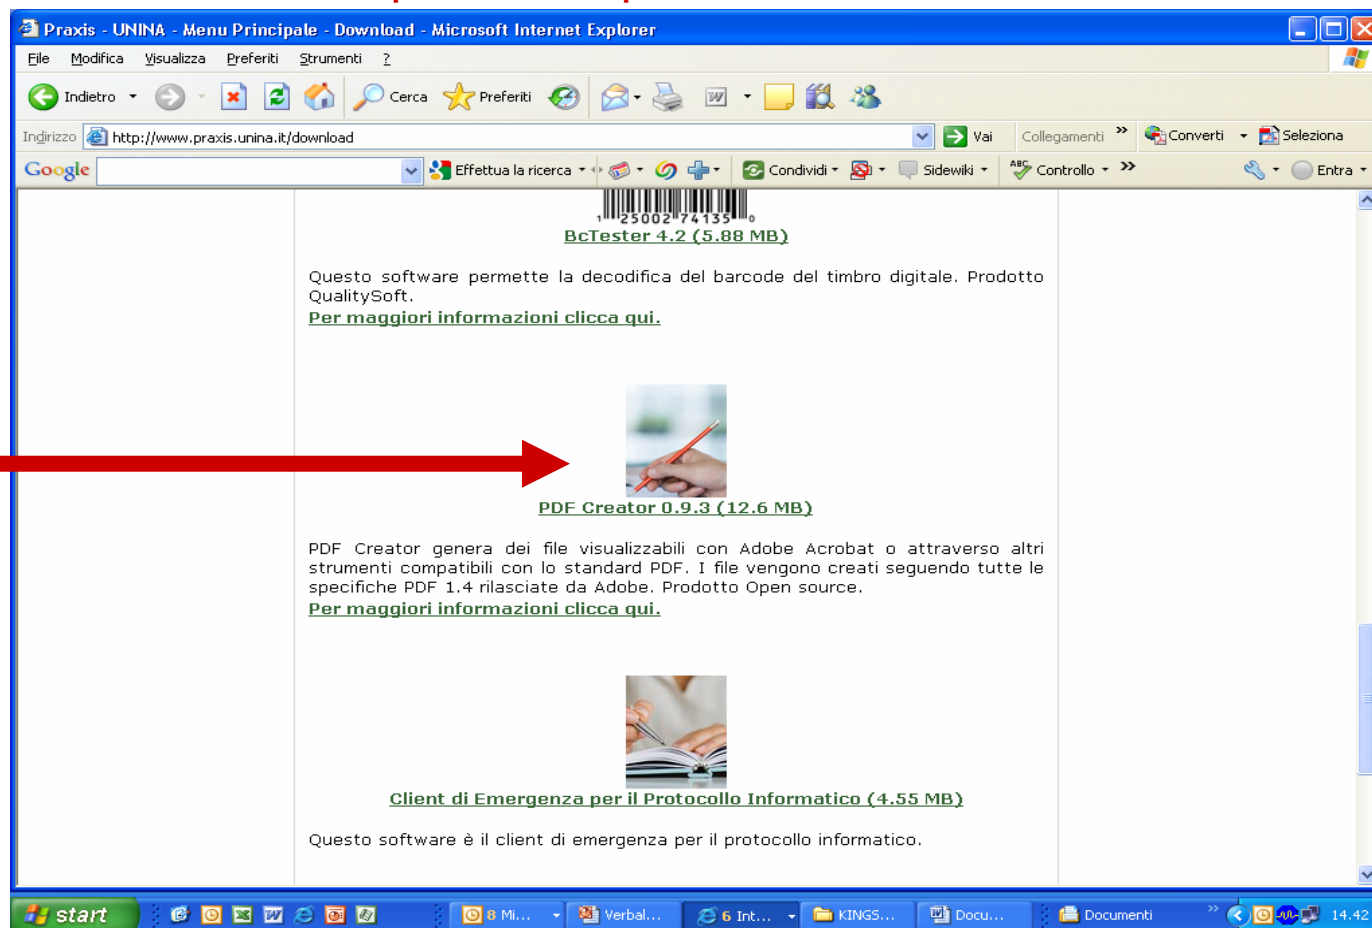 Praxis - UNINA - Menu Principale - Download - Microsoft Internet Explorer
File Modifica Visualizza Preferiti Strumenti ?
Indietro Cerca Preferiti
Indirizzo http://www.praxis.unina.it/download Vai Collegamenti » Converti Seleziona
Google Effettua la ricerca Condividi Sidewiki ABC Controllo » Entra
1 25002 74135 0
BcTester 4.2 (5.88 MB)
Questo software permette la decodifica del barcode del timbro digitale. Prodotto
QualitySoft.
Per maggiori informazioni clicca qui.
PDF Creator 0.9.3 (12.6 MB)
PDF Creator genera dei file visualizzabili con Adobe Acrobat o attraverso altri
strumenti compatibili con lo standard PDF. I file vengono creati seguendo tutte le
specifiche PDF 1.4 rilasciate da Adobe. Prodotto Open source.
Per maggiori informazioni clicca qui.
Client di Emergenza per il Protocollo Informatico (4.55 MB)
Questo software è il client di emergenza per il protocollo informatico.
start 8 Mi... Verbal... 6 Int... KINGS... Docu... Documenti » 14.42